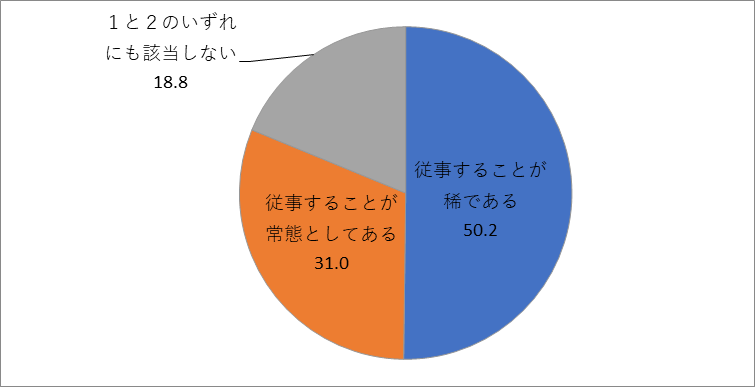 １と２のいずれ
にも該当しない
18.8
従事することが
稀である
50.2
従事することが
常態としてある
31.0